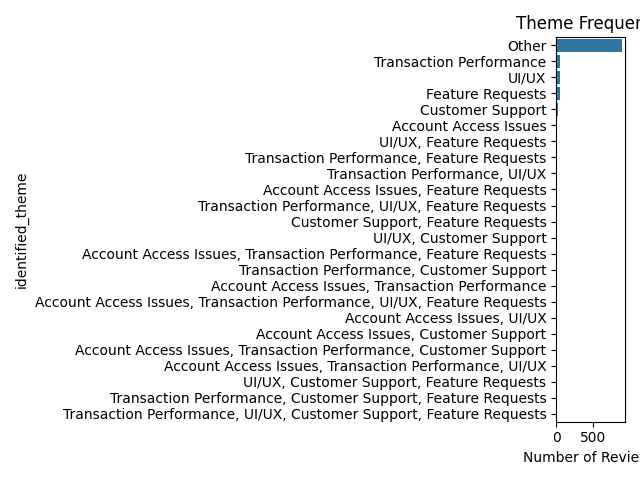 Theme Frequen
Other
Transaction Performance
UI/UX
Feature Requests
Customer Support
Account Access Issues
UI/UX, Feature Requests
Transaction Performance, Feature Requests
Transaction Performance, UI/UX
Account Access Issues, Feature Requests
Transaction Performance, UI/UX, Feature Requests
Customer Support, Feature Requests
UI/UX, Customer Support
Account Access Issues, Transaction Performance, Feature Requests
Transaction Performance, Customer Support
Account Access Issues, Transaction Performance
Account Access Issues, Transaction Performance, UI/UX, Feature Requests
Account Access Issues, UI/UX
Account Access Issues, Customer Support
Account Access Issues, Transaction Performance, Customer Support
Account Access Issues, Transaction Performance, UI/UX
UI/UX, Customer Support, Feature Requests
Transaction Performance, Customer Support, Feature Requests
Transaction Performance, UI/UX, Customer Support, Feature Requests
identified_theme
0 500
Number of Revie